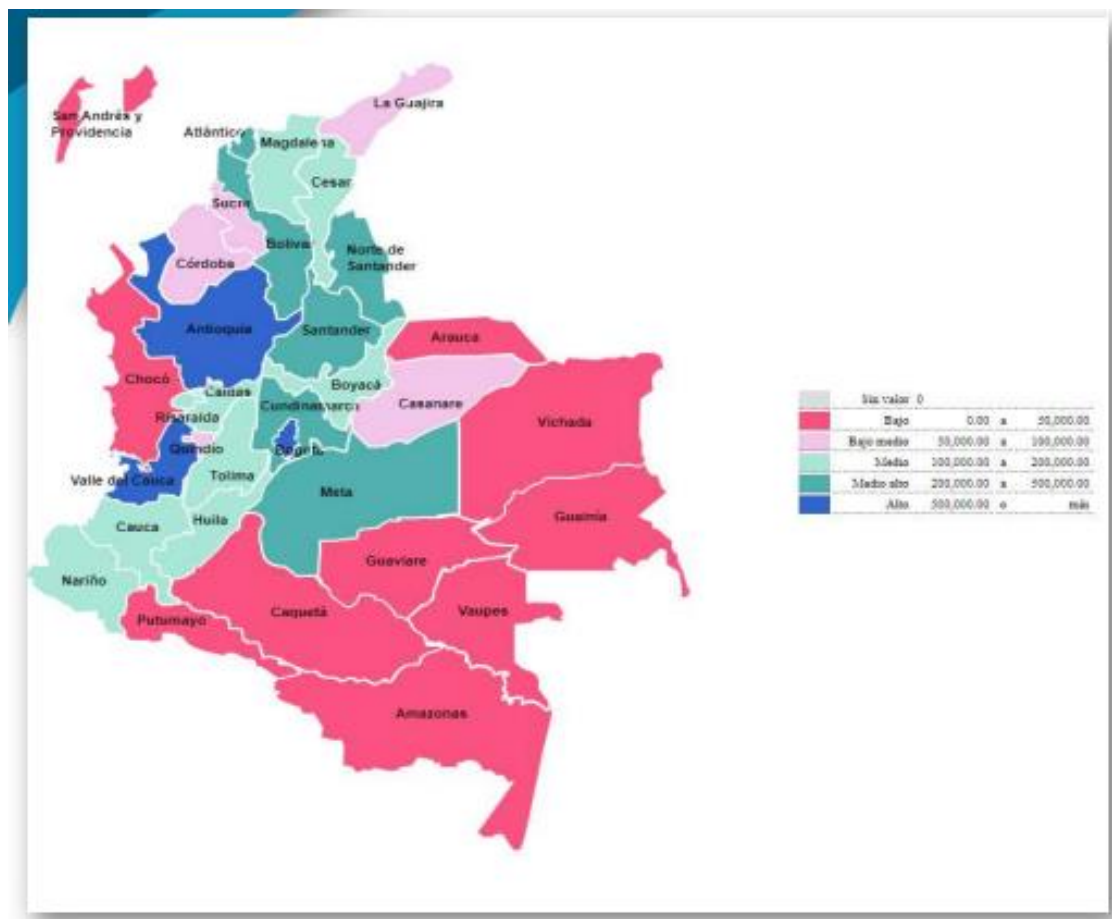 La Guajira
San Andrés y
Providencia
Atlántico
Magdalena
Cesar
Sucre
Bolívar
Norte de
Santander
Córdoba
Antioquia
Santander
Arauca
Chocó
Boyacá
Caldas
Cundinamarca
Casanare
Risaralda
Vichada
Quindío
Bogotá
Valle del Cauca
Tolima
Meta
Cauca
Huila
Guainía
Nariño
Guaviare
Putumayo
Caquetá
Vaupes
Amazonas
Sin valor 0
Bajo 0.00 a 50,000.00
Bajo medio 50,000.00 a 100,000.00
Medio 100,000.00 a 200,000.00
Medio alto 200,000.00 a 500,000.00
Alto 500,000.00 o más